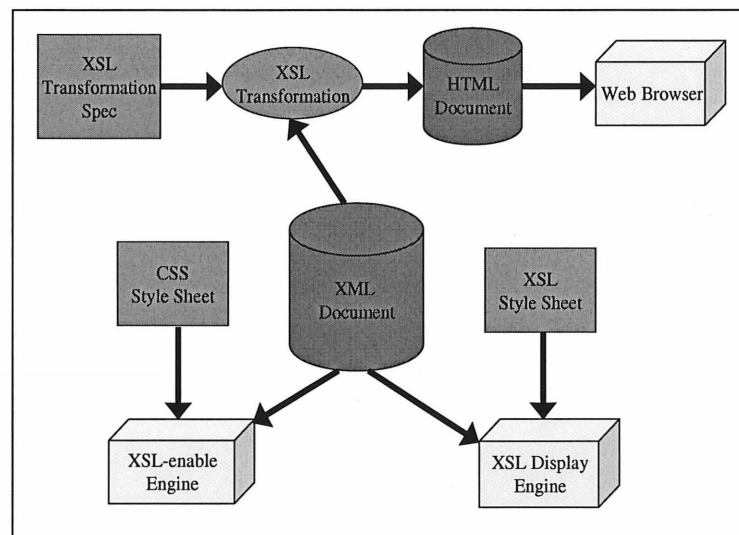 XSL
Transformation
Spec
XSL
Transformation
HTML
Document
Web Browser
CSS
Style Sheet
XML
Document
XSL
Style Sheet
XSL-enable
Engine
XSL Display
Engine